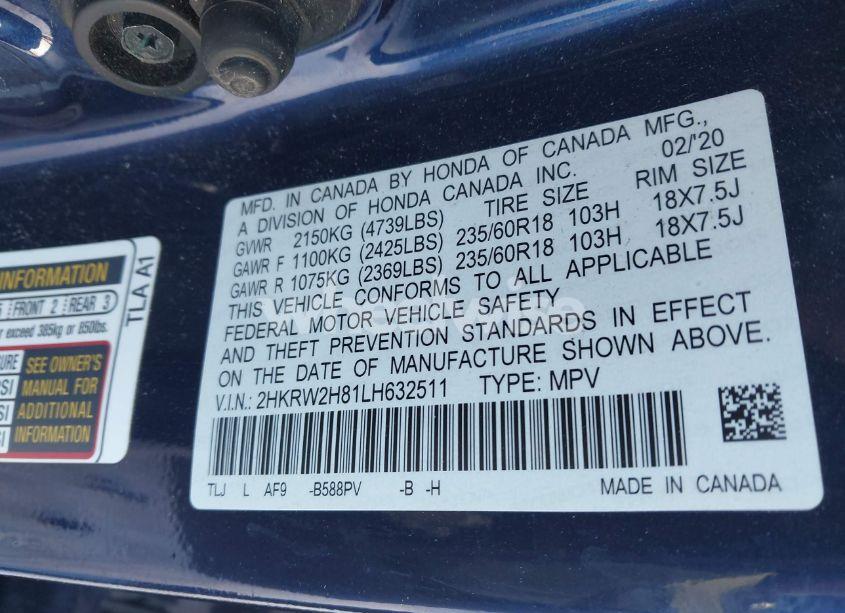 MFD. IN CANADA BY HONDA OF CANADA MFG., 02/'20
A DIVISION OF HONDA CANADA INC.
TIRE SIZE RIM SIZE
GVWR 2150KG (4739LBS)
GAWR F 1100KG (2425LBS) 235/60R18 103H 18X7.5J
GAWR R 1075KG (2369LBS) 235/60R18 103H 18X7.5J
THIS VEHICLE CONFORMS TO ALL APPLICABLE
FEDERAL MOTOR VEHICLE SAFETY
AND THEFT PREVENTION STANDARDS IN EFFECT
ON THE DATE OF MANUFACTURE SHOWN ABOVE.
V.I.N.: 2HKRW2H81LH632511 TYPE: MPV
TLJ L AF9 -B588PV -B -H MADE IN CANADA
INFORMATION
FRONT 2 REAR 3
exceed 385kg or 850lbs.
SEE OWNER'S
MANUAL FOR
ADDITIONAL
INFORMATION
TLA A1